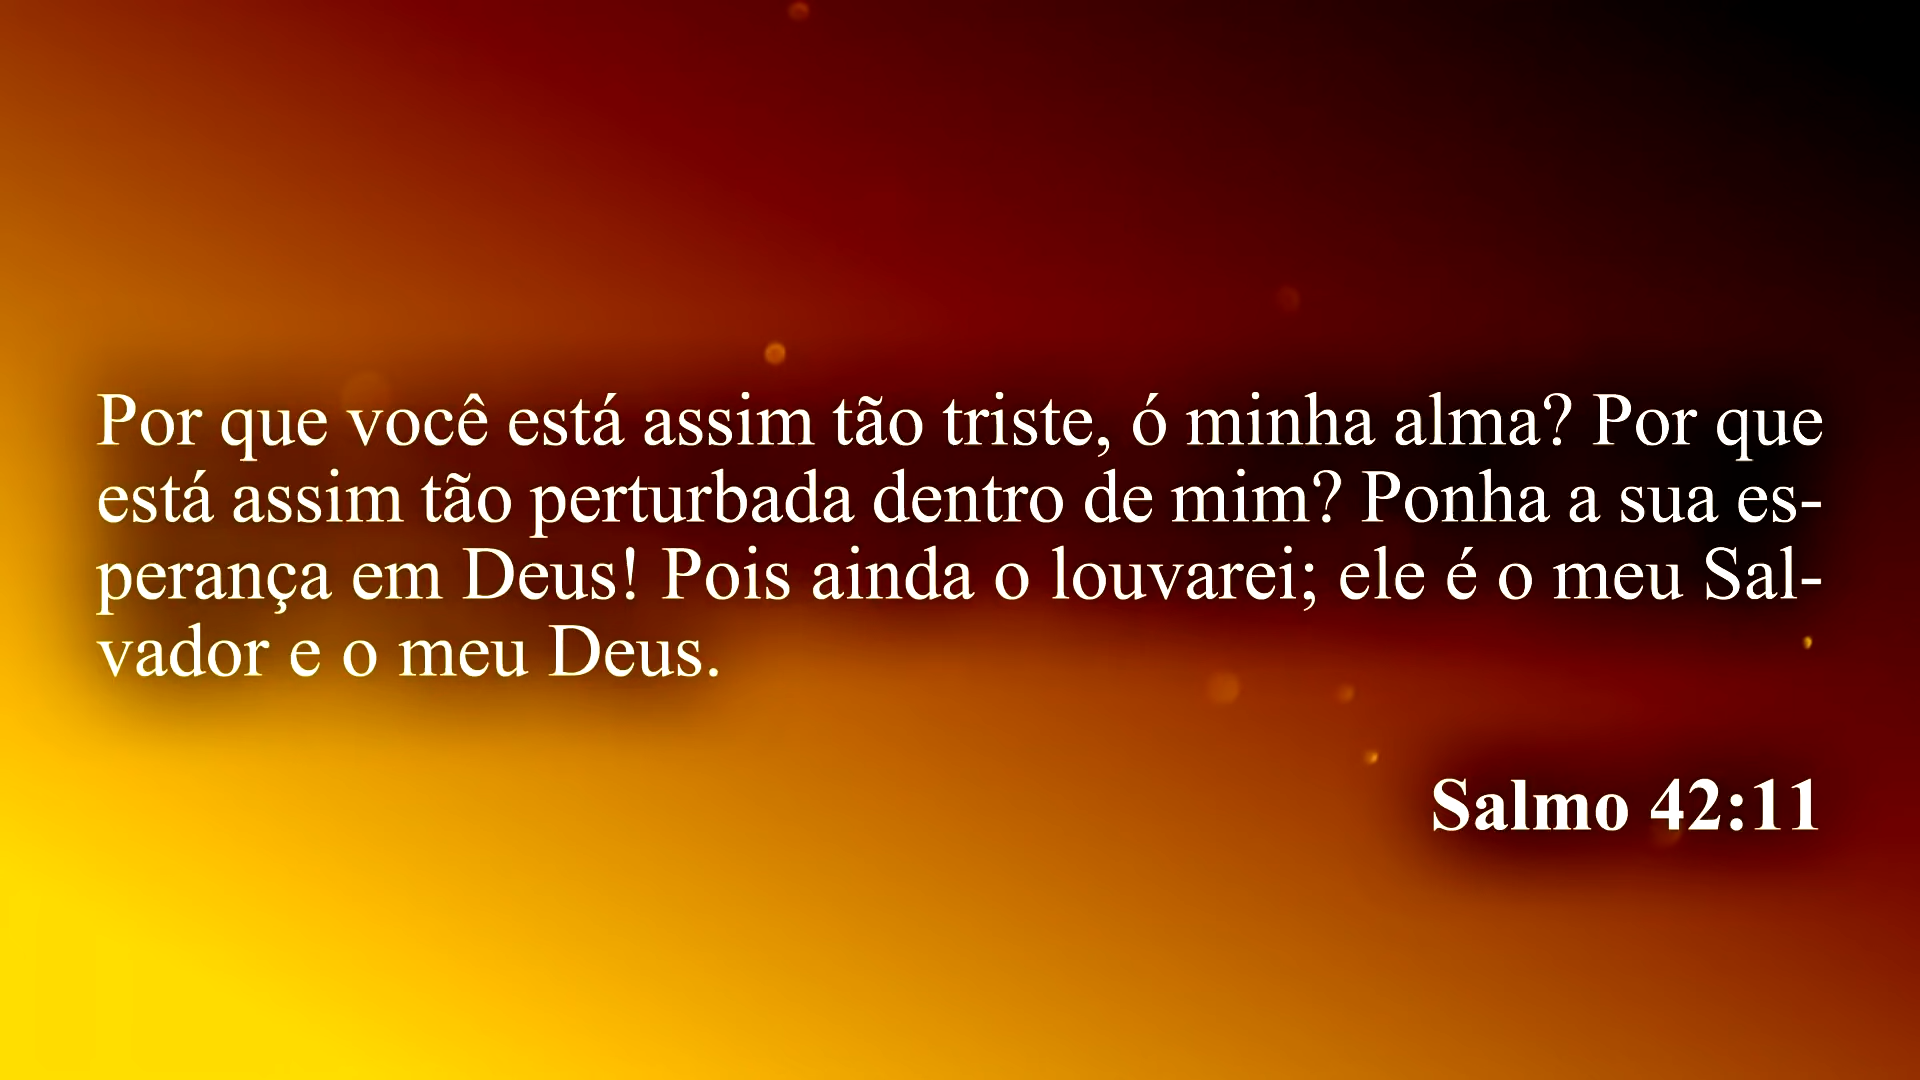 Por que você está assim tão triste, ó minha alma? Por que
está assim tão perturbada dentro de mim? Ponha a sua es-
perança em Deus! Pois ainda o louvarei; ele é o meu Sal-
vador e o meu Deus.
Salmo 42:11